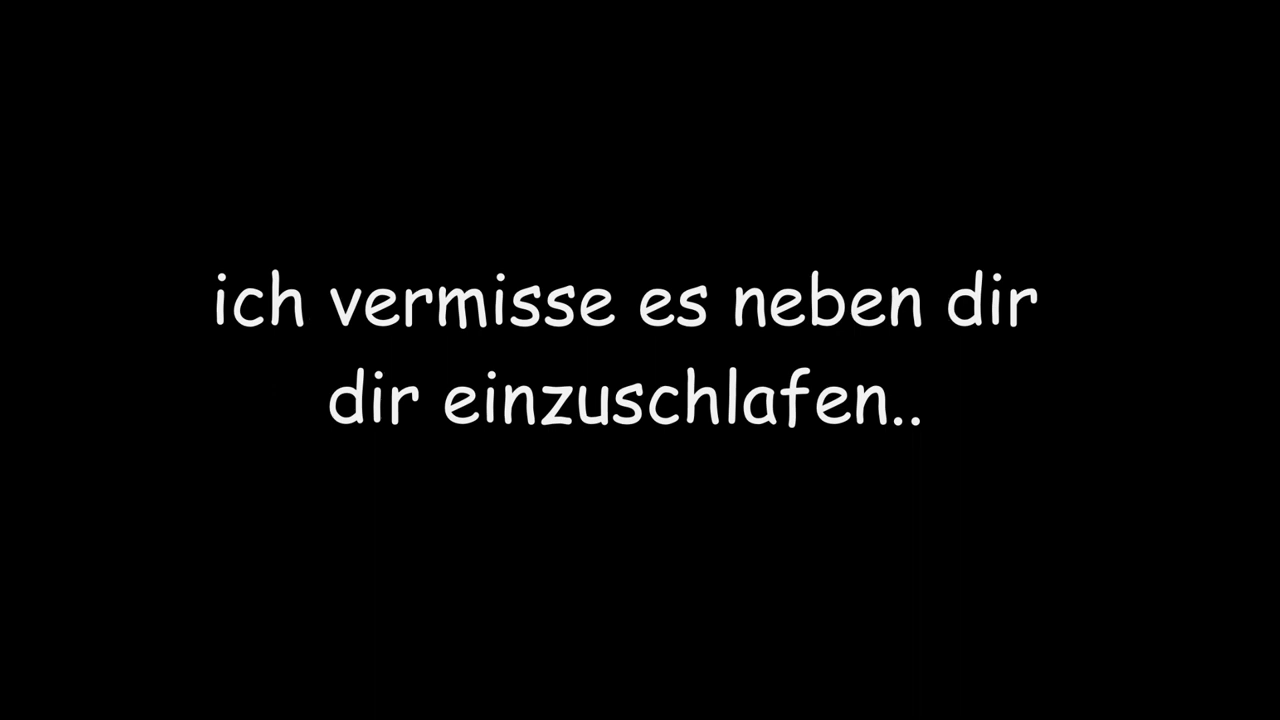 ich vermisse es neben dir
dir einzuschlafen..